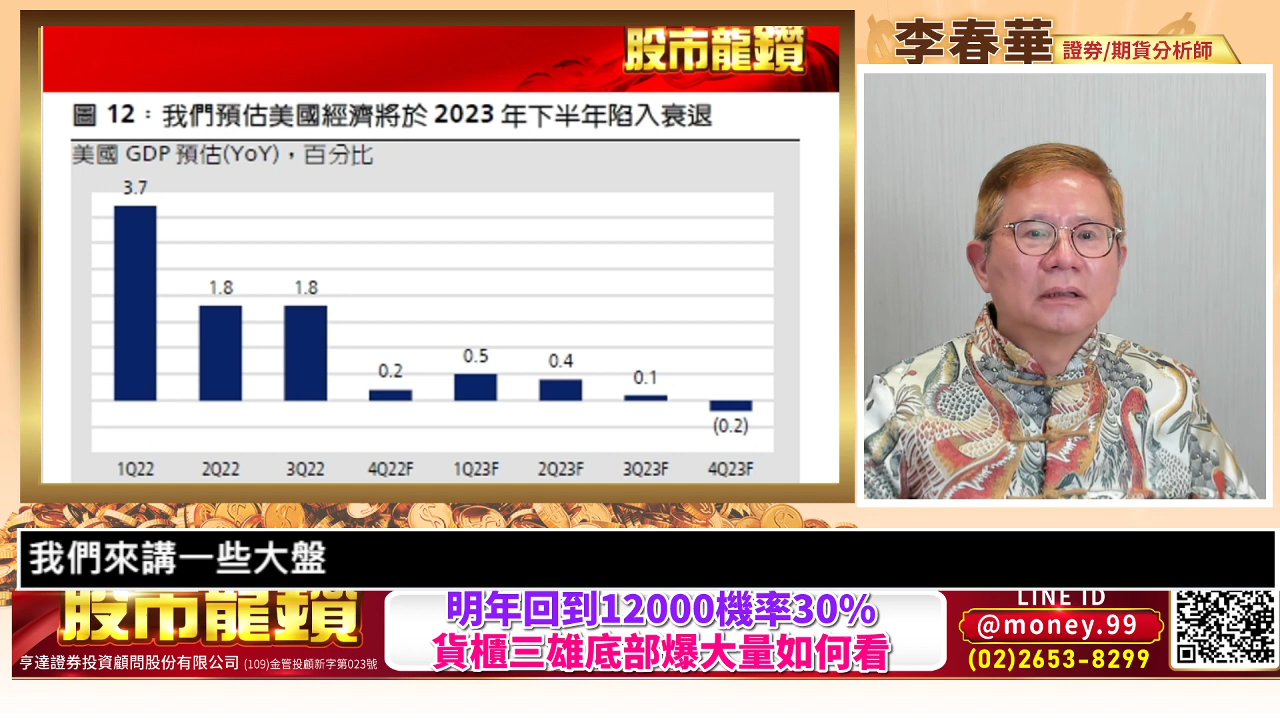 股市龍鑽
圖 12：我們預估美國經濟將於 2023 年下半年陷入衰退
美國 GDP 預估(YoY)，百分比
3.7
1.8
1.8
0.2
0.5
0.4
0.1
(0.2)
1Q22 2Q22 3Q22 4Q22F 1Q23F 2Q23F 3Q23F 4Q23F
李春華 證券/期貨分析師
我們來講一些大盤
股市龍鑽
亨達證券投資顧問股份有限公司 (109)金管投顧新字第023號
明年回到12000機率30%
貨櫃三雄底部爆大量如何看
LINE ID
@money.99
(02)2653-8299